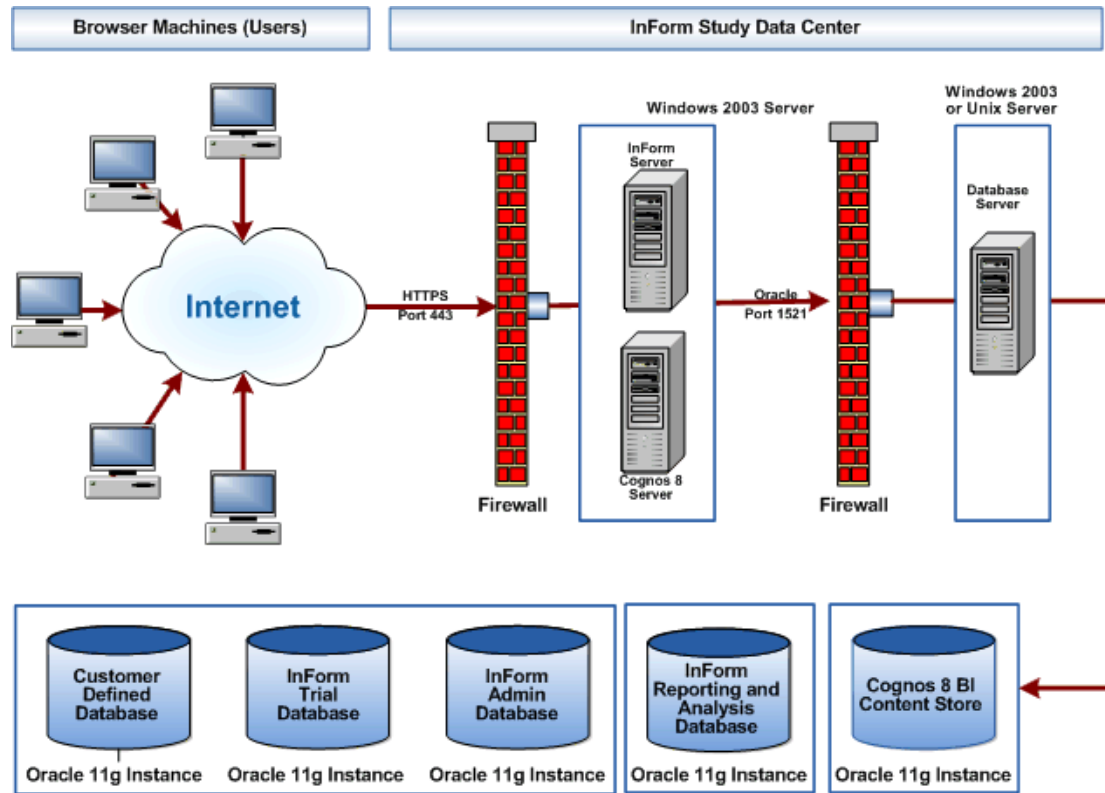 Browser Machines (Users)
InForm Study Data Center
Windows 2003 Server
Windows 2003
or Unix Server
InForm
Server
Database
Server
Internet
HTTPS
Port 443
Oracle
Port 1521
Cognos 8
Server
Firewall
Firewall
Customer
Defined
Database
InForm
Trial
Database
InForm
Admin
Database
InForm
Reporting and
Analysis
Database
Cognos 8 BI
Content Store
Oracle 11g Instance
Oracle 11g Instance
Oracle 11g Instance
Oracle 11g Instance
Oracle 11g Instance